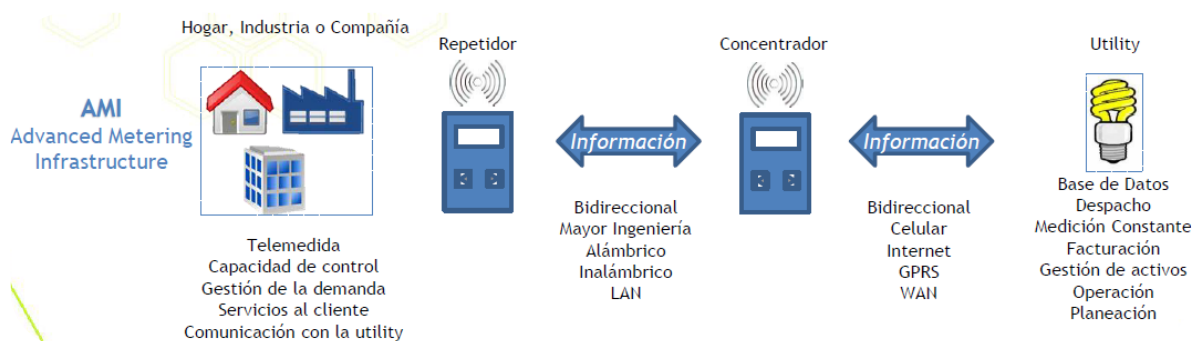 Hogar, Industria o Compañía
Repetidor
Concentrador
Utility
AMI
Advanced Metering
Infrastructure
Información
Información
Telemedida
Capacidad de control
Gestión de la demanda
Servicios al cliente
Comunicación con la utility
Bidireccional
Mayor Ingeniería
Alámbrico
Inalámbrico
LAN
Bidireccional
Celular
Internet
GPRS
WAN
Base de Datos
Despacho
Medición Constante
Facturación
Gestión de activos
Operación
Planeación